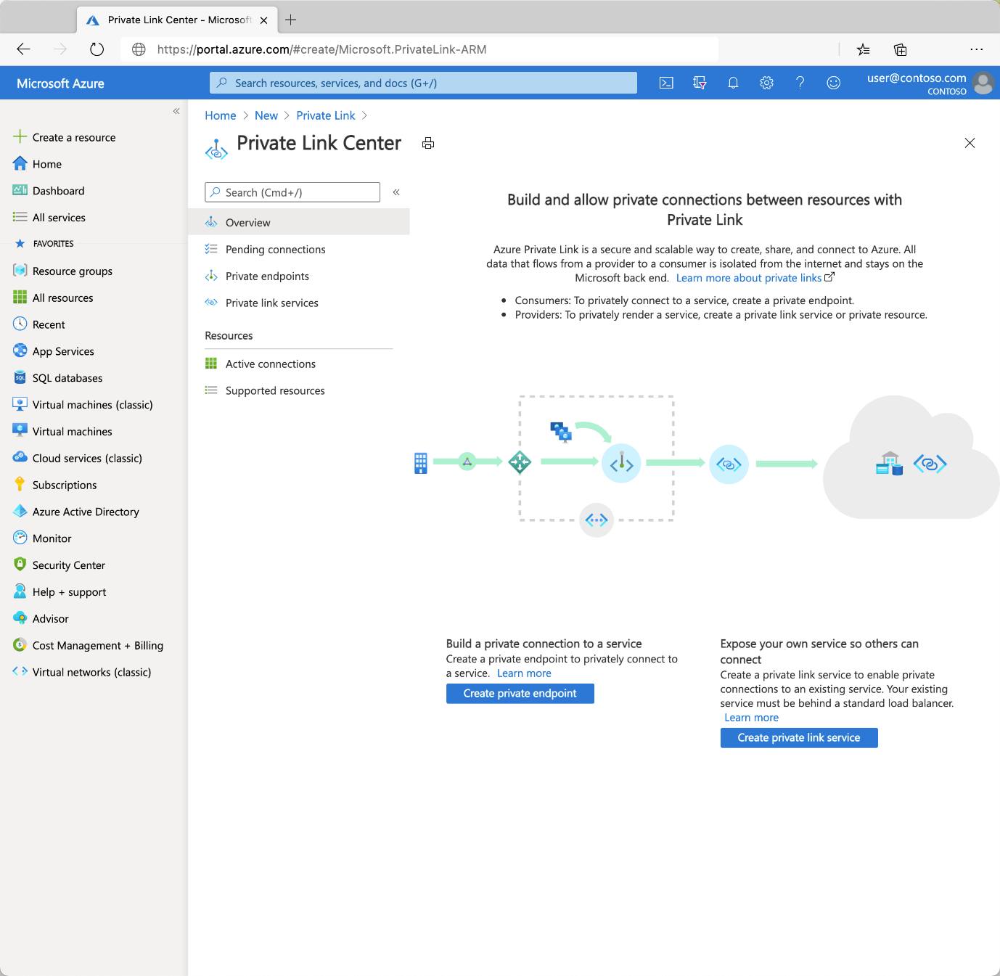 Private Link Center - Microsoft
https://portal.azure.com/#create/Microsoft.PrivateLink-ARM
Microsoft Azure
Search resources, services, and docs (G+/)
user@contoso.com
CONTOSO
Create a resource
Home
Dashboard
All services
FAVORITES
Resource groups
All resources
Recent
App Services
SQL databases
Virtual machines (classic)
Virtual machines
Cloud services (classic)
Subscriptions
Azure Active Directory
Monitor
Security Center
Help + support
Advisor
Cost Management + Billing
Virtual networks (classic)
Home > New > Private Link >
Private Link Center
Search (Cmd+/)
Overview
Pending connections
Private endpoints
Private link services
Resources
Active connections
Supported resources
Build and allow private connections between resources with
Private Link
Azure Private Link is a secure and scalable way to create, share, and connect to Azure. All
data that flows from a provider to a consumer is isolated from the internet and stays on the
Microsoft back end. Learn more about private links
• Consumers: To privately connect to a service, create a private endpoint.
• Providers: To privately render a service, create a private link service or private resource.
Build a private connection to a service
Create a private endpoint to privately connect to
a service. Learn more
Create private endpoint
Expose your own service so others can
connect
Create a private link service to enable private
connections to an existing service. Your existing
service must be behind a standard load balancer.
Learn more
Create private link service